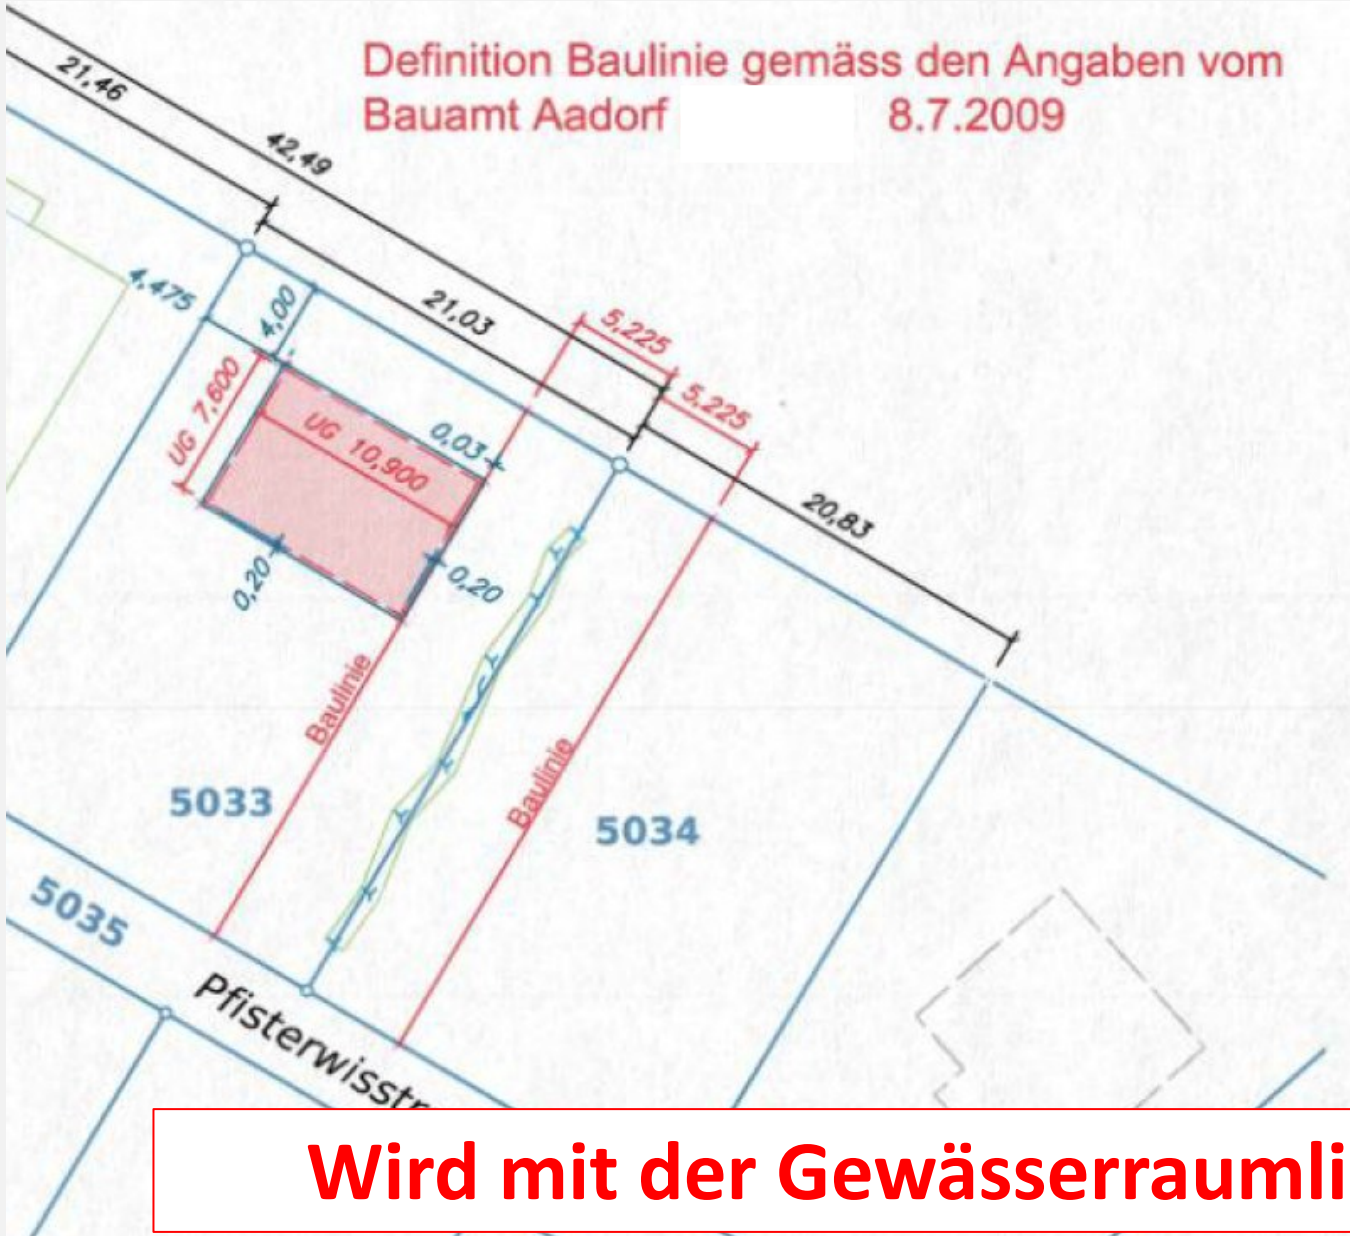 Definition Baulinie gemäss den Angaben vom
Bauamt Aadorf 8.7.2009
21,46
42,49
4,475
4,00
21,03
5,225
5,225
UG 7,600
UG 10,900
0,03
20,83
0,20
0,20
Baulinie
Baulinie
5033
5034
5035
Pfisterwisstr
Wird mit der Gewässerraumli